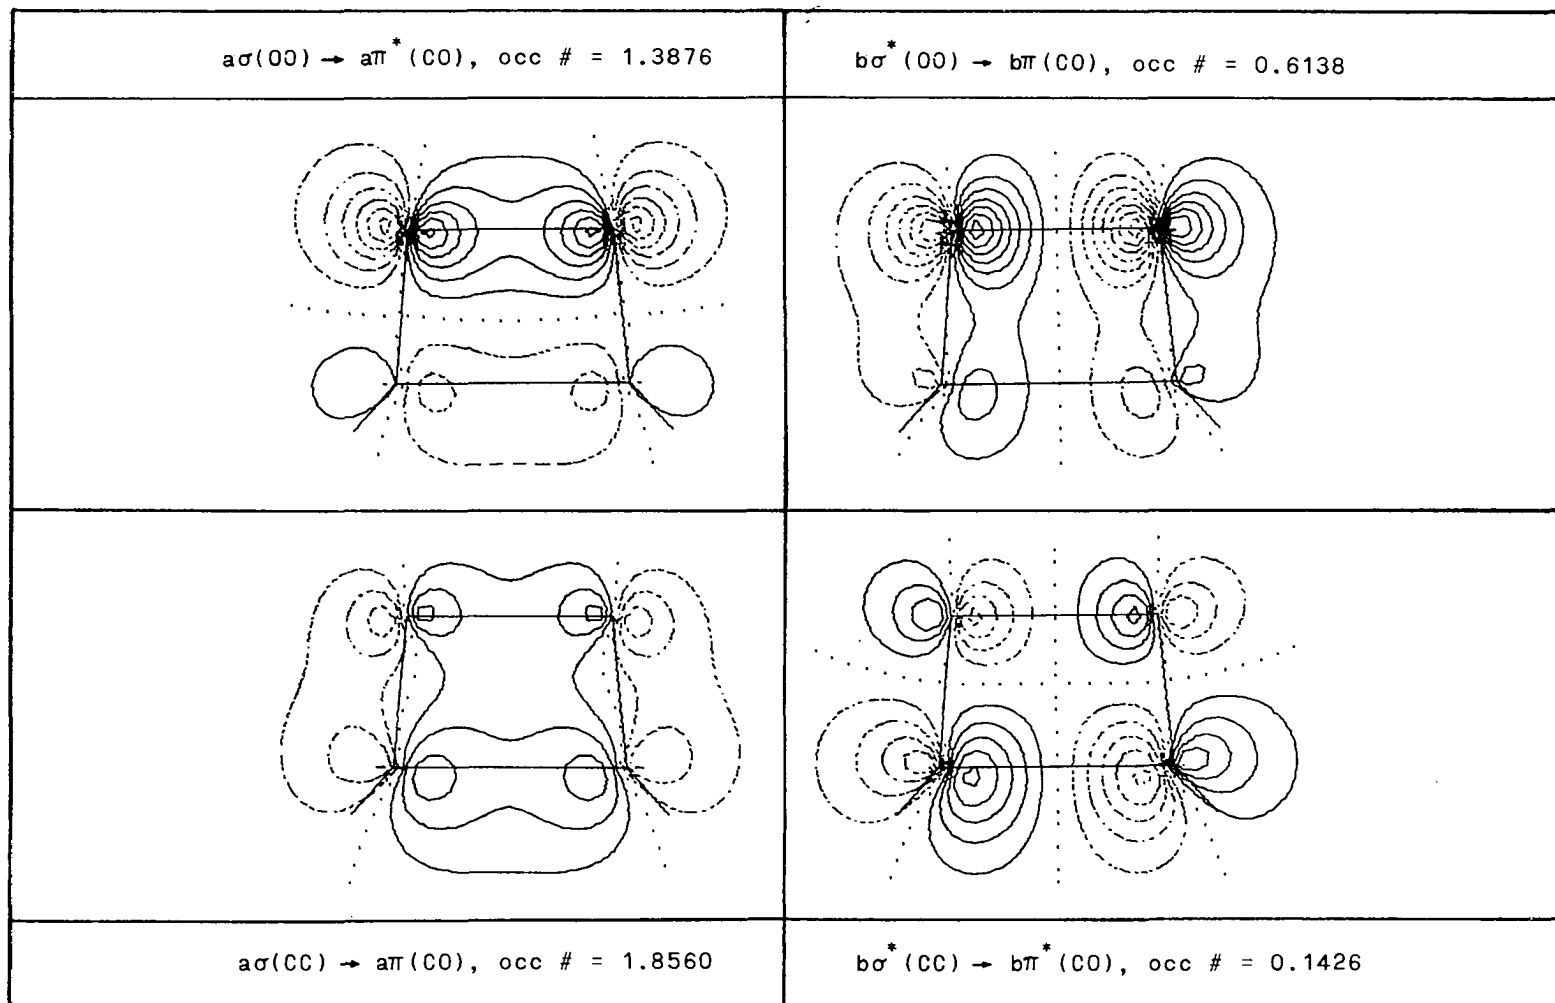 aσ(OO) → aπ*(CO), occ # = 1.3876
bσ*(OO) → bπ(CO), occ # = 0.6138
aσ(CC) → aπ(CO), occ # = 1.8560
bσ*(CC) → bπ*(CO), occ # = 0.1426